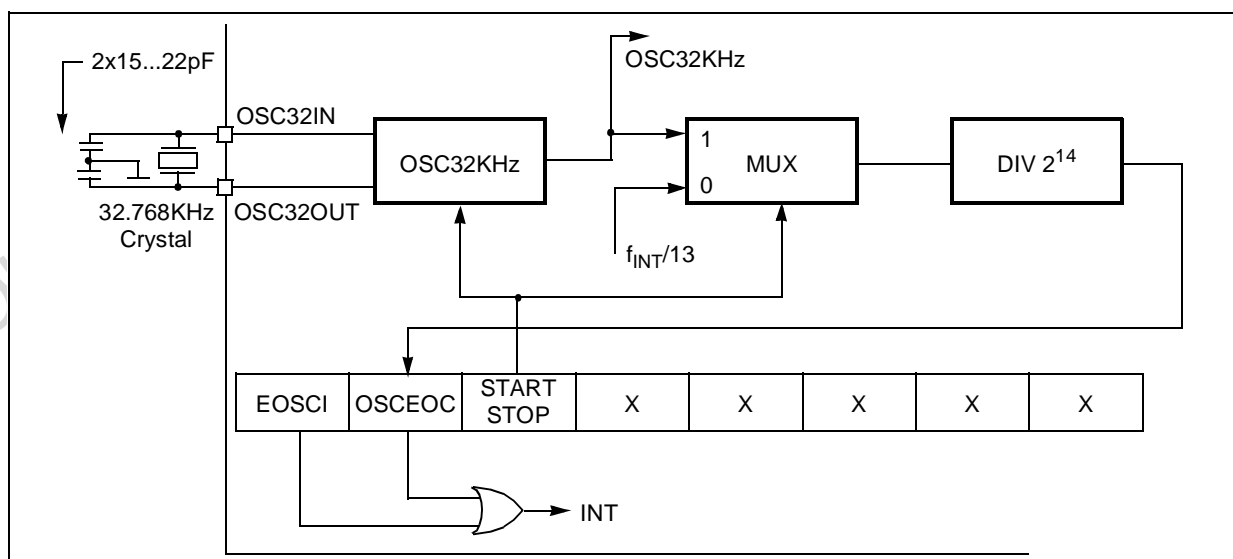 2x15...22pF
OSC32KHz
OSC32IN
OSC32KHz
1
MUX
0
DIV 2^14
OSC32OUT
32.768KHz
Crystal
f_INT/13
EOSCI
OSCEOC
START
STOP
X
X
X
X
X
INT